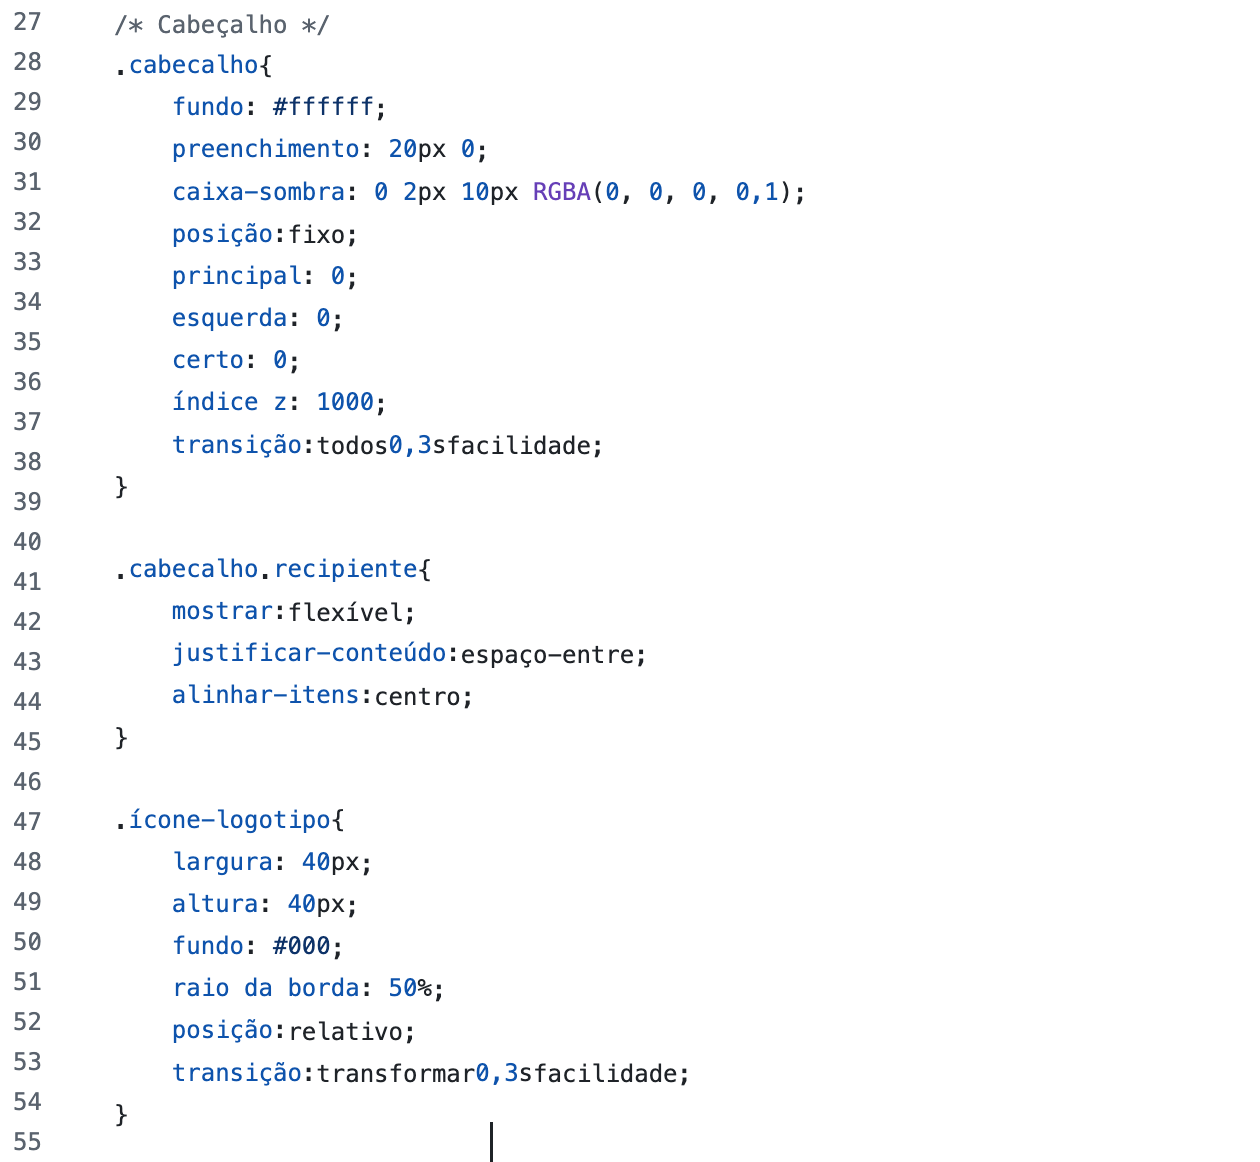 27 /* Cabeçalho */
28 .cabecalho{
29 fundo: #ffffff;
30 preenchimento: 20px 0;
31 caixa-sombra: 0 2px 10px RGBA(0, 0, 0, 0,1);
32 posição:fixo;
33 principal: 0;
34 esquerda: 0;
35 certo: 0;
36 índice z: 1000;
37 transição:todos0,3sfacilidade;
38 }
39
40
41 .cabecalho.recipiente{
42 mostrar:flexível;
43 justificar-conteúdo:espaço-entre;
44 alinhar-itens:centro;
45 }
46
47 .ícone-logotipo{
48 largura: 40px;
49 altura: 40px;
50 fundo: #000;
51 raio da borda: 50%;
52 posição:relativo;
53 transição:transformar0,3sfacilidade;
54 }
55